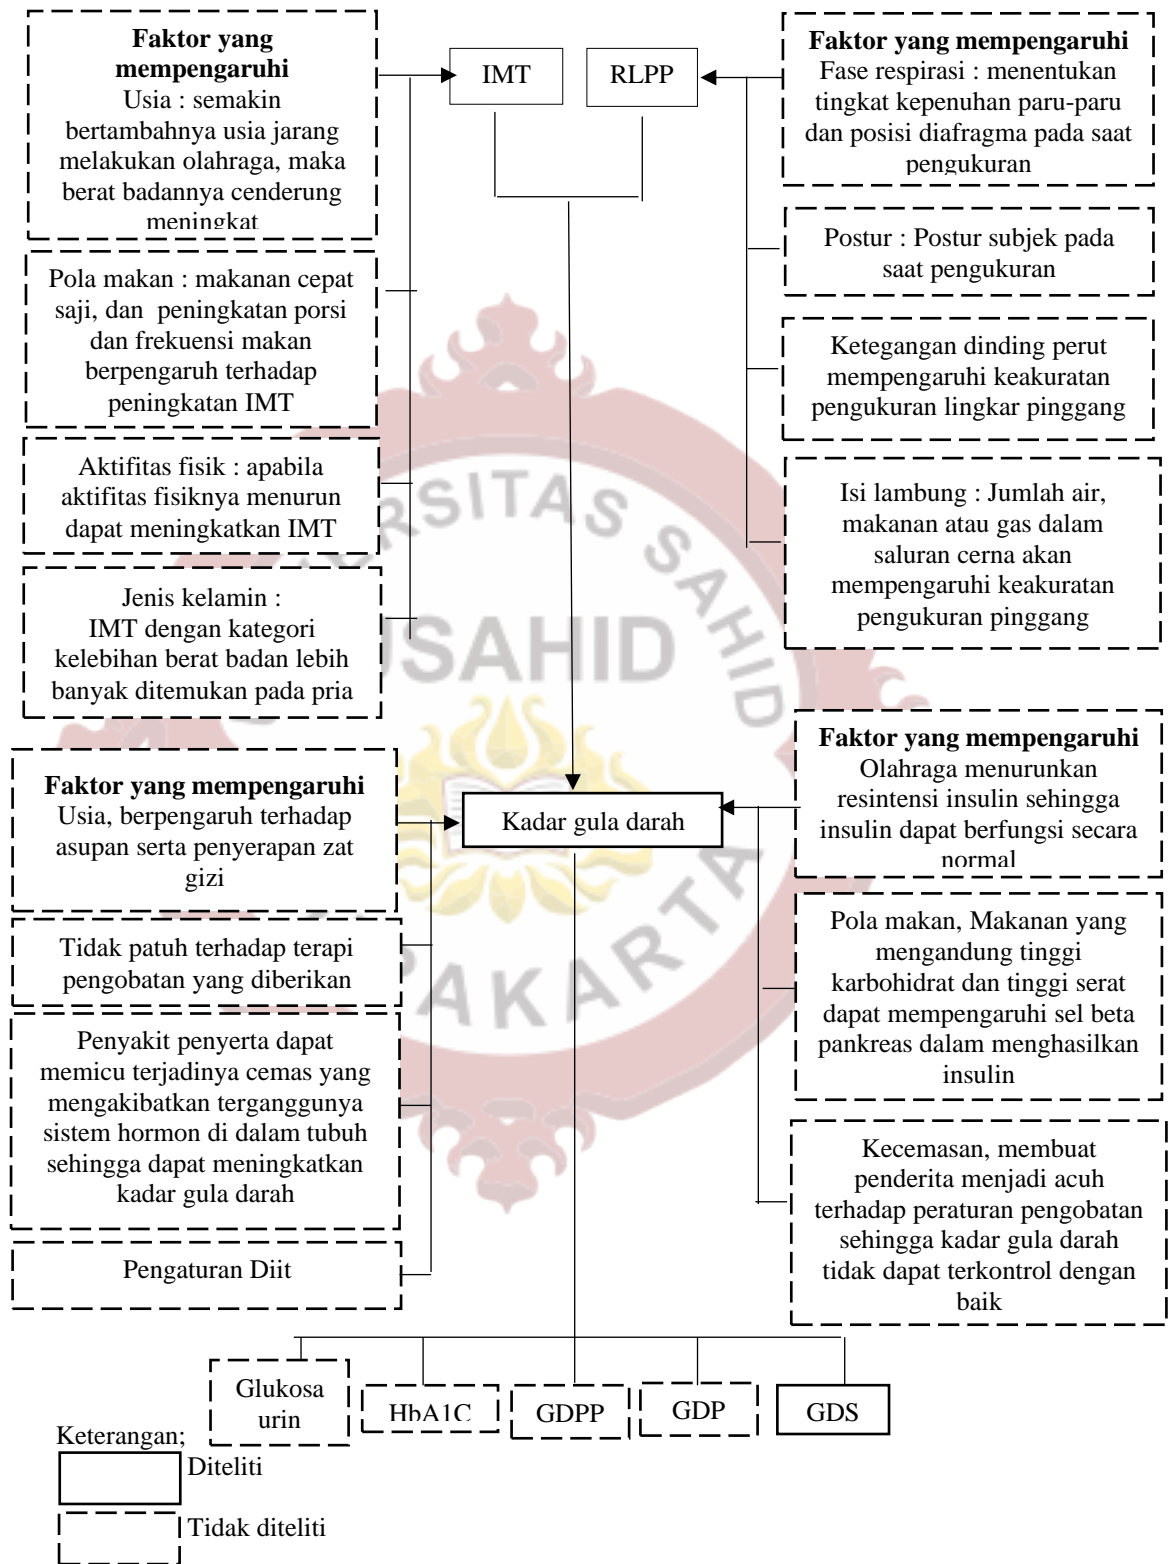 Faktor yang
mempengaruhi
Usia : semakin
bertambahnya usia jarang
melakukan olahraga, maka
berat badannya cenderung
meningkat
Pola makan : makanan cepat
saji, dan  peningkatan porsi
dan frekuensi makan
berpengaruh terhadap
peningkatan IMT
Aktifitas fisik : apabila
aktifitas fisiknya menurun
dapat meningkatkan IMT
Jenis kelamin :
IMT dengan kategori
kelebihan berat badan lebih
banyak ditemukan pada pria
IMT
RLPP
Faktor yang mempengaruhi
Fase respirasi : menentukan
tingkat kepenuhan paru-paru
dan posisi diafragma pada saat
pengukuran
Postur : Postur subjek pada
saat pengukuran
Ketegangan dinding perut
mempengaruhi keakuratan
pengukuran lingkar pinggang
Isi lambung : Jumlah air,
makanan atau gas dalam
saluran cerna akan
mempengaruhi keakuratan
pengukuran pinggang
Faktor yang mempengaruhi
Usia, berpengaruh terhadap
asupan serta penyerapan zat
gizi
Tidak patuh terhadap terapi
pengobatan yang diberikan
Penyakit penyerta dapat
memicu terjadinya cemas yang
mengakibatkan terganggunya
sistem hormon di dalam tubuh
sehingga dapat meningkatkan
kadar gula darah
Pengaturan Diit
Kadar gula darah
Faktor yang mempengaruhi
Olahraga menurunkan
resintensi insulin sehingga
insulin dapat berfungsi secara
normal
Pola makan, Makanan yang
mengandung tinggi
karbohidrat dan tinggi serat
dapat mempengaruhi sel beta
pankreas dalam menghasilkan
insulin
Kecemasan, membuat
penderita menjadi acuh
terhadap peraturan pengobatan
sehingga kadar gula darah
tidak dapat terkontrol dengan
baik
Glukosa
urin
HbA1C
GDPP
GDP
GDS
Keterangan;
Diteliti
Tidak diteliti
SAHID
USAHID